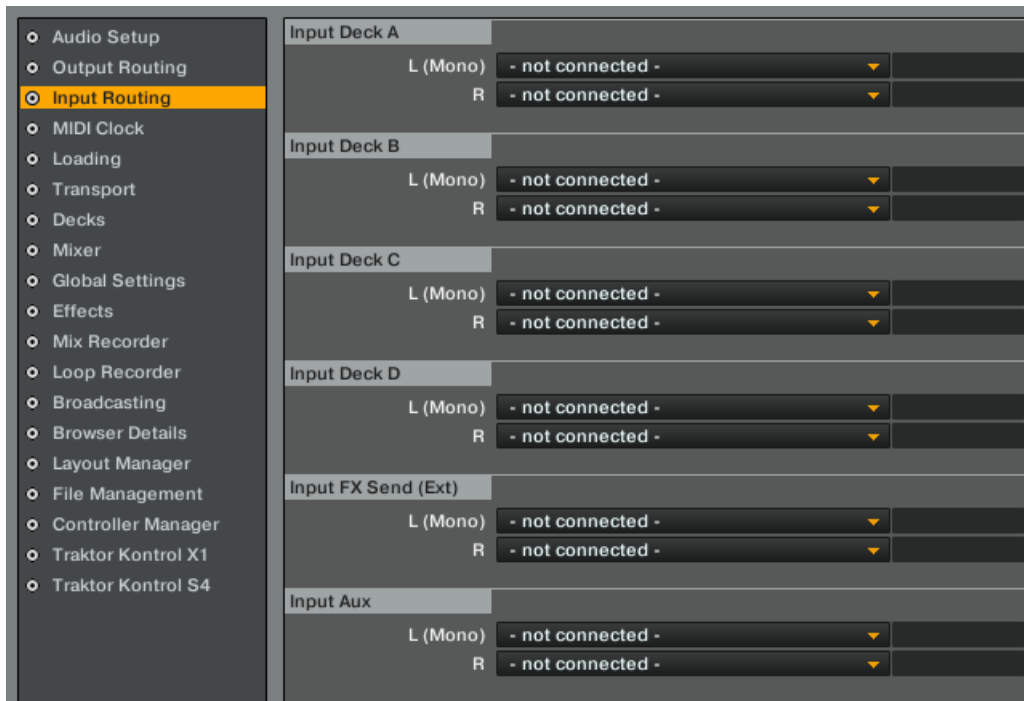 Audio Setup
Output Routing
Input Routing
MIDI Clock
Loading
Transport
Decks
Mixer
Global Settings
Effects
Mix Recorder
Loop Recorder
Broadcasting
Browser Details
Layout Manager
File Management
Controller Manager
Traktor Kontrol X1
Traktor Kontrol S4
Input Deck A
L (Mono) - not connected -
R - not connected -
Input Deck B
L (Mono) - not connected -
R - not connected -
Input Deck C
L (Mono) - not connected -
R - not connected -
Input Deck D
L (Mono) - not connected -
R - not connected -
Input FX Send (Ext)
L (Mono) - not connected -
R - not connected -
Input Aux
L (Mono) - not connected -
R - not connected -